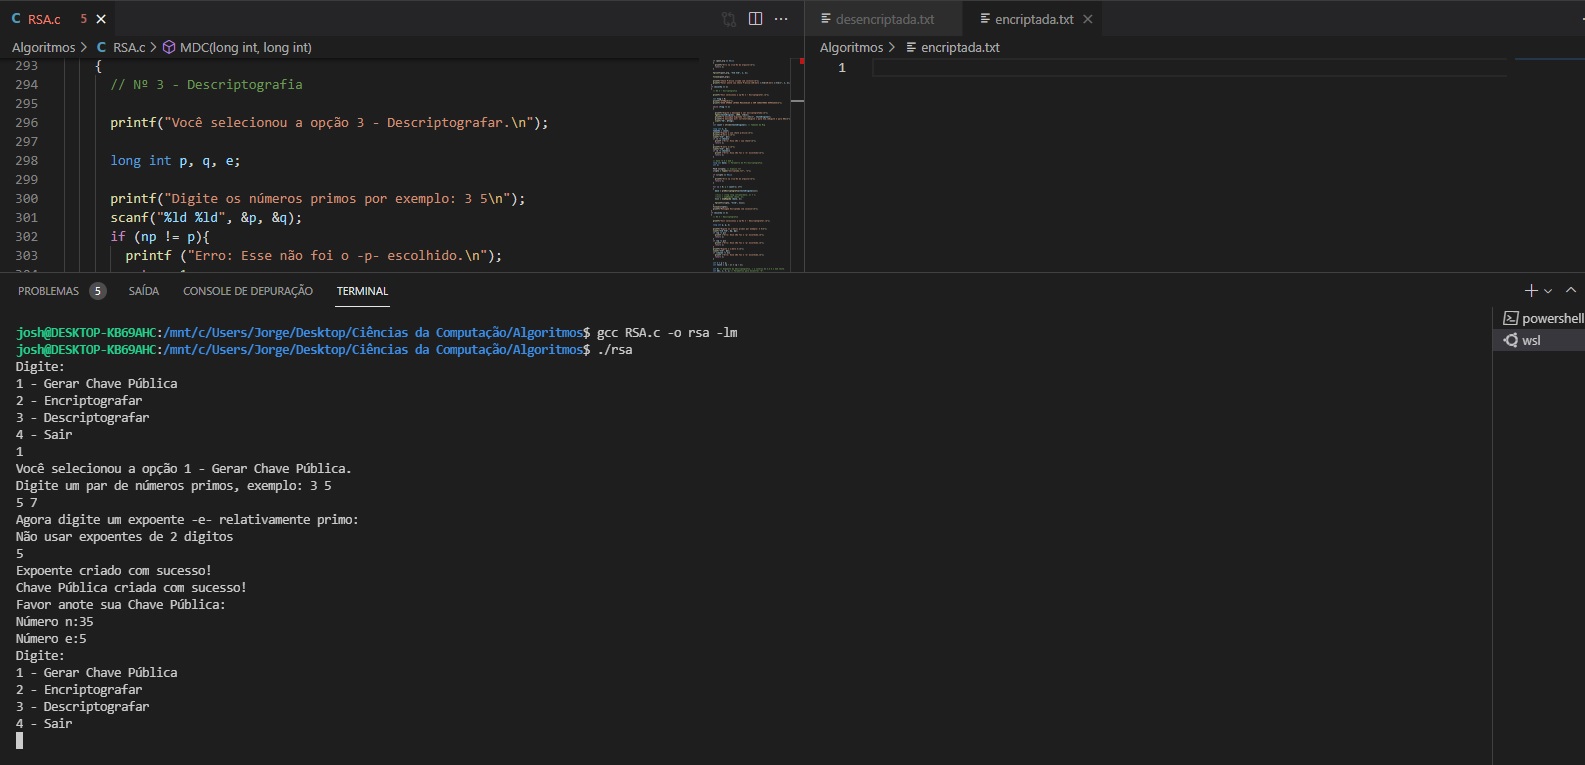 RSA.c 5
Algoritmos > RSA.c > MDC(long int, long int)
293 {
294 // Nº 3 - Descriptografia
295
296 printf("Você selecionou a opção 3 - Descriptografar.\n");
297
298 long int p, q, e;
299
300 printf("Digite os números primos por exemplo: 3 5\n");
301 scanf("%ld %ld", &p, &q);
302 if (np != p){
303 printf ("Erro: Esse não foi o -p- escolhido.\n");
desencriptada.txt encriptada.txt
Algoritmos > encriptada.txt
1
PROBLEMAS 5 SAÍDA CONSOLE DE DEPURAÇÃO TERMINAL
josh@DESKTOP-KB69AHC:/mnt/c/Users/Jorge/Desktop/Ciências da Computação/Algoritmos$ gcc RSA.c -o rsa -lm
josh@DESKTOP-KB69AHC:/mnt/c/Users/Jorge/Desktop/Ciências da Computação/Algoritmos$ ./rsa
Digite:
1 - Gerar Chave Pública
2 - Encriptografar
3 - Descriptografar
4 - Sair
1
Você selecionou a opção 1 - Gerar Chave Pública.
Digite um par de números primos, exemplo: 3 5
5 7
Agora digite um expoente -e- relativamente primo:
Não usar expoentes de 2 digitos
5
Expoente criado com sucesso!
Chave Pública criada com sucesso!
Favor anote sua Chave Pública:
Número n:35
Número e:5
Digite:
1 - Gerar Chave Pública
2 - Encriptografar
3 - Descriptografar
4 - Sair
powershell
wsl